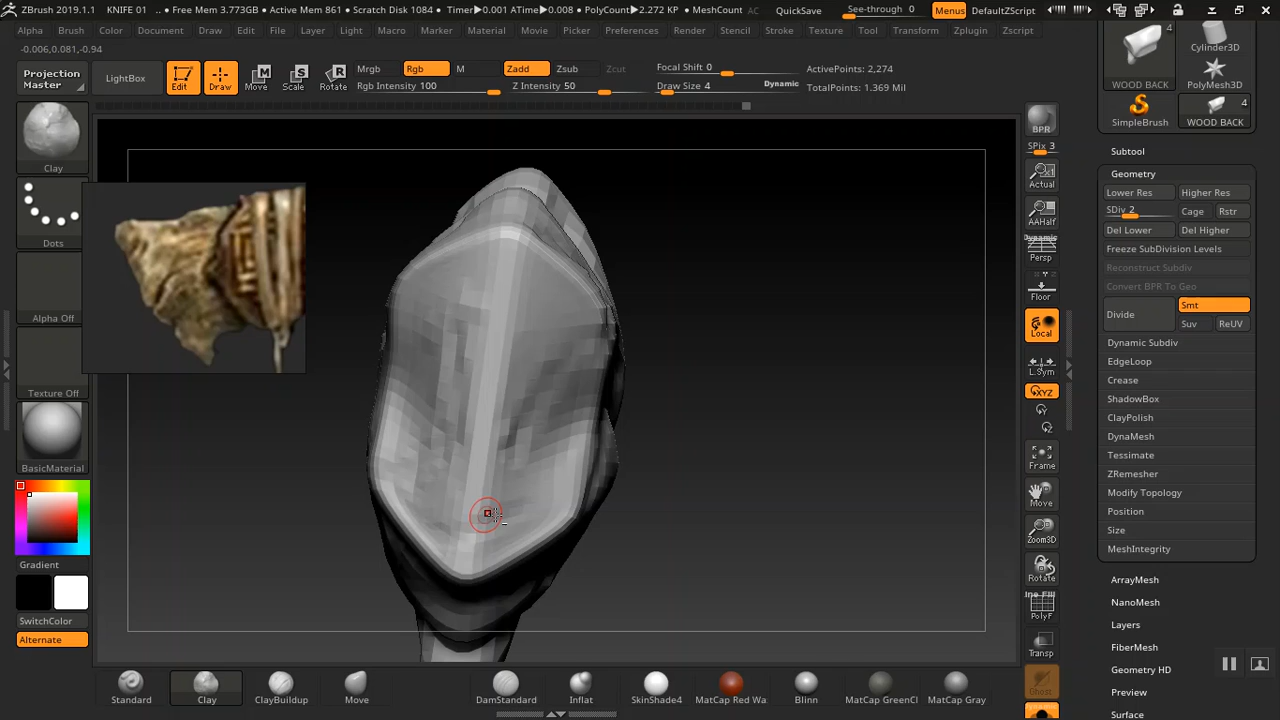 ZBrush 2019.1.1 KNIFE 01 .. • Free Mem 3.773GB • Active Mem 861 • Scratch Disk 1084 • Timer▸0.001 ATime▸0.008 • PolyCount▸2.272 KP • MeshCount AC QuickSave See-through 0 Menus DefaultZScript
Alpha Brush Color Document Draw Edit File Layer Light Macro Marker Material Movie Picker Preferences Render Stencil Stroke Texture Tool Transform Zplugin Zscript
-0.006,0.081,-0.94
Projection
Master
LightBox
Edit Draw Move Scale Rotate
Mrgb Rgb M Zadd Zsub Zcut
Rgb Intensity 100 Z Intensity 50
Focal Shift 0
Draw Size 4 Dynamic
ActivePoints: 2,274
TotalPoints: 1.369 Mil
Clay
Dots
Alpha Off
Texture Off
BasicMaterial
Gradient
SwitchColor
Alternate
BPR
SPix 3
Actual
AAHalf
Dynamic
Persp
Floor
Local
L.Sym
XYZ
Frame
Move
Zoom3D
Rotate
Line Fill
PolyF
Transp
Ghost
4
Cylinder3D
WOOD BACK
PolyMesh3D
4
SimpleBrush
WOOD BACK
Subtool
Geometry
Lower Res Higher Res
SDiv 2 Cage Rstr
Del Lower Del Higher
Freeze SubDivision Levels
Reconstruct Subdiv
Convert BPR To Geo
Divide Smt
Suv ReUV
Dynamic Subdiv
EdgeLoop
Crease
ShadowBox
ClayPolish
DynaMesh
Tessimate
ZRemesher
Modify Topology
Position
Size
MeshIntegrity
ArrayMesh
NanoMesh
Layers
FiberMesh
Geometry HD
Preview
Surface
Standard Clay ClayBuildup Move DamStandard Inflat SkinShade4 MatCap Red Wa Blinn MatCap GreenCl MatCap Gray